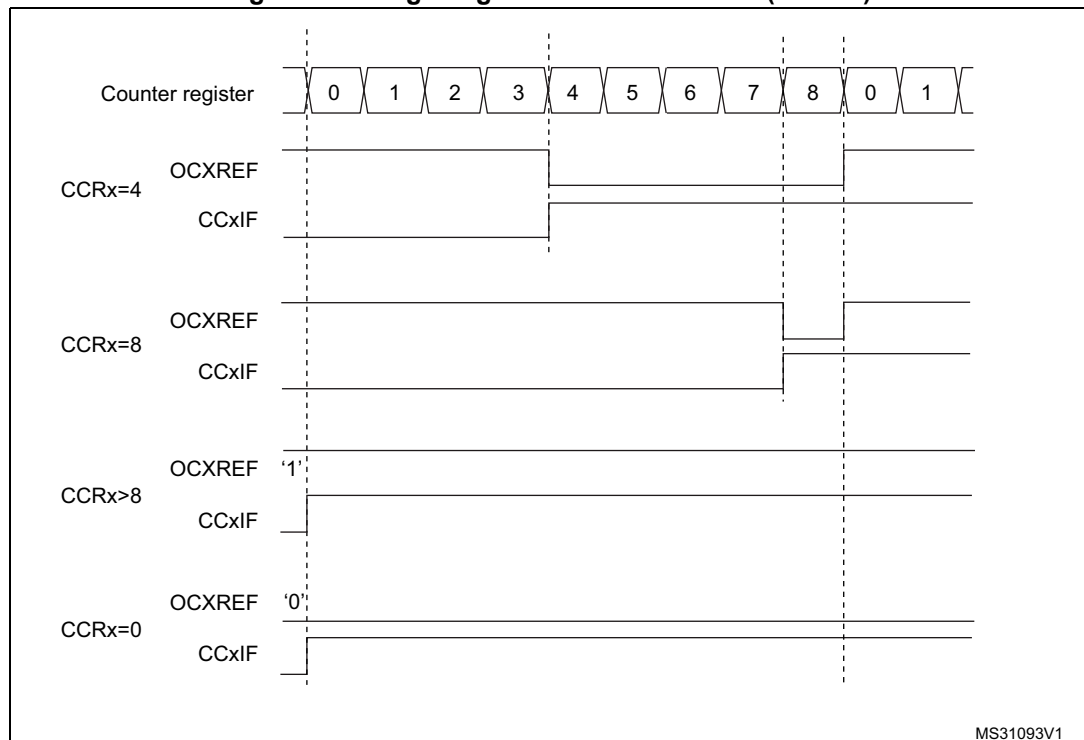 Counter register 0 1 2 3 4 5 6 7 8 0 1
OCXREF
CCRx=4
CCxIF
OCXREF
CCRx=8
CCxIF
OCXREF ‘1’
CCRx>8
CCxIF
OCXREF ‘0’
CCRx=0
CCxIF
MS31093V1